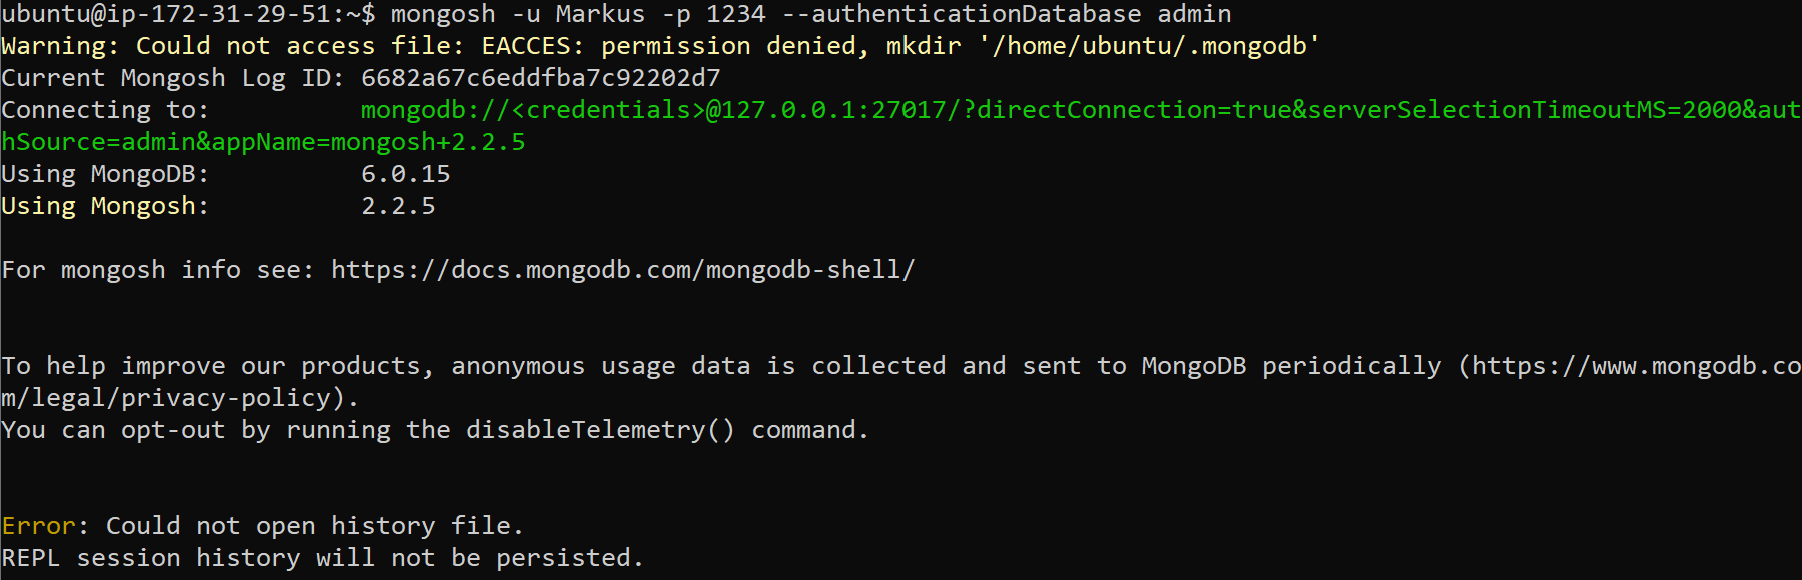 ubuntu@ip-172-31-29-51:~$ mongosh -u Markus -p 1234 --authenticationDatabase admin
Warning: Could not access file: EACCES: permission denied, mkdir '/home/ubuntu/.mongodb'
Current Mongosh Log ID: 6682a67c6eddfba7c92202d7
Connecting to:          mongodb://<credentials>@127.0.0.1:27017/?directConnection=true&serverSelectionTimeoutMS=2000&aut
hSource=admin&appName=mongosh+2.2.5
Using MongoDB:          6.0.15
Using Mongosh:          2.2.5
For mongosh info see: https://docs.mongodb.com/mongodb-shell/
To help improve our products, anonymous usage data is collected and sent to MongoDB periodically (https://www.mongodb.co
m/legal/privacy-policy).
You can opt-out by running the disableTelemetry() command.
Error: Could not open history file.
REPL session history will not be persisted.